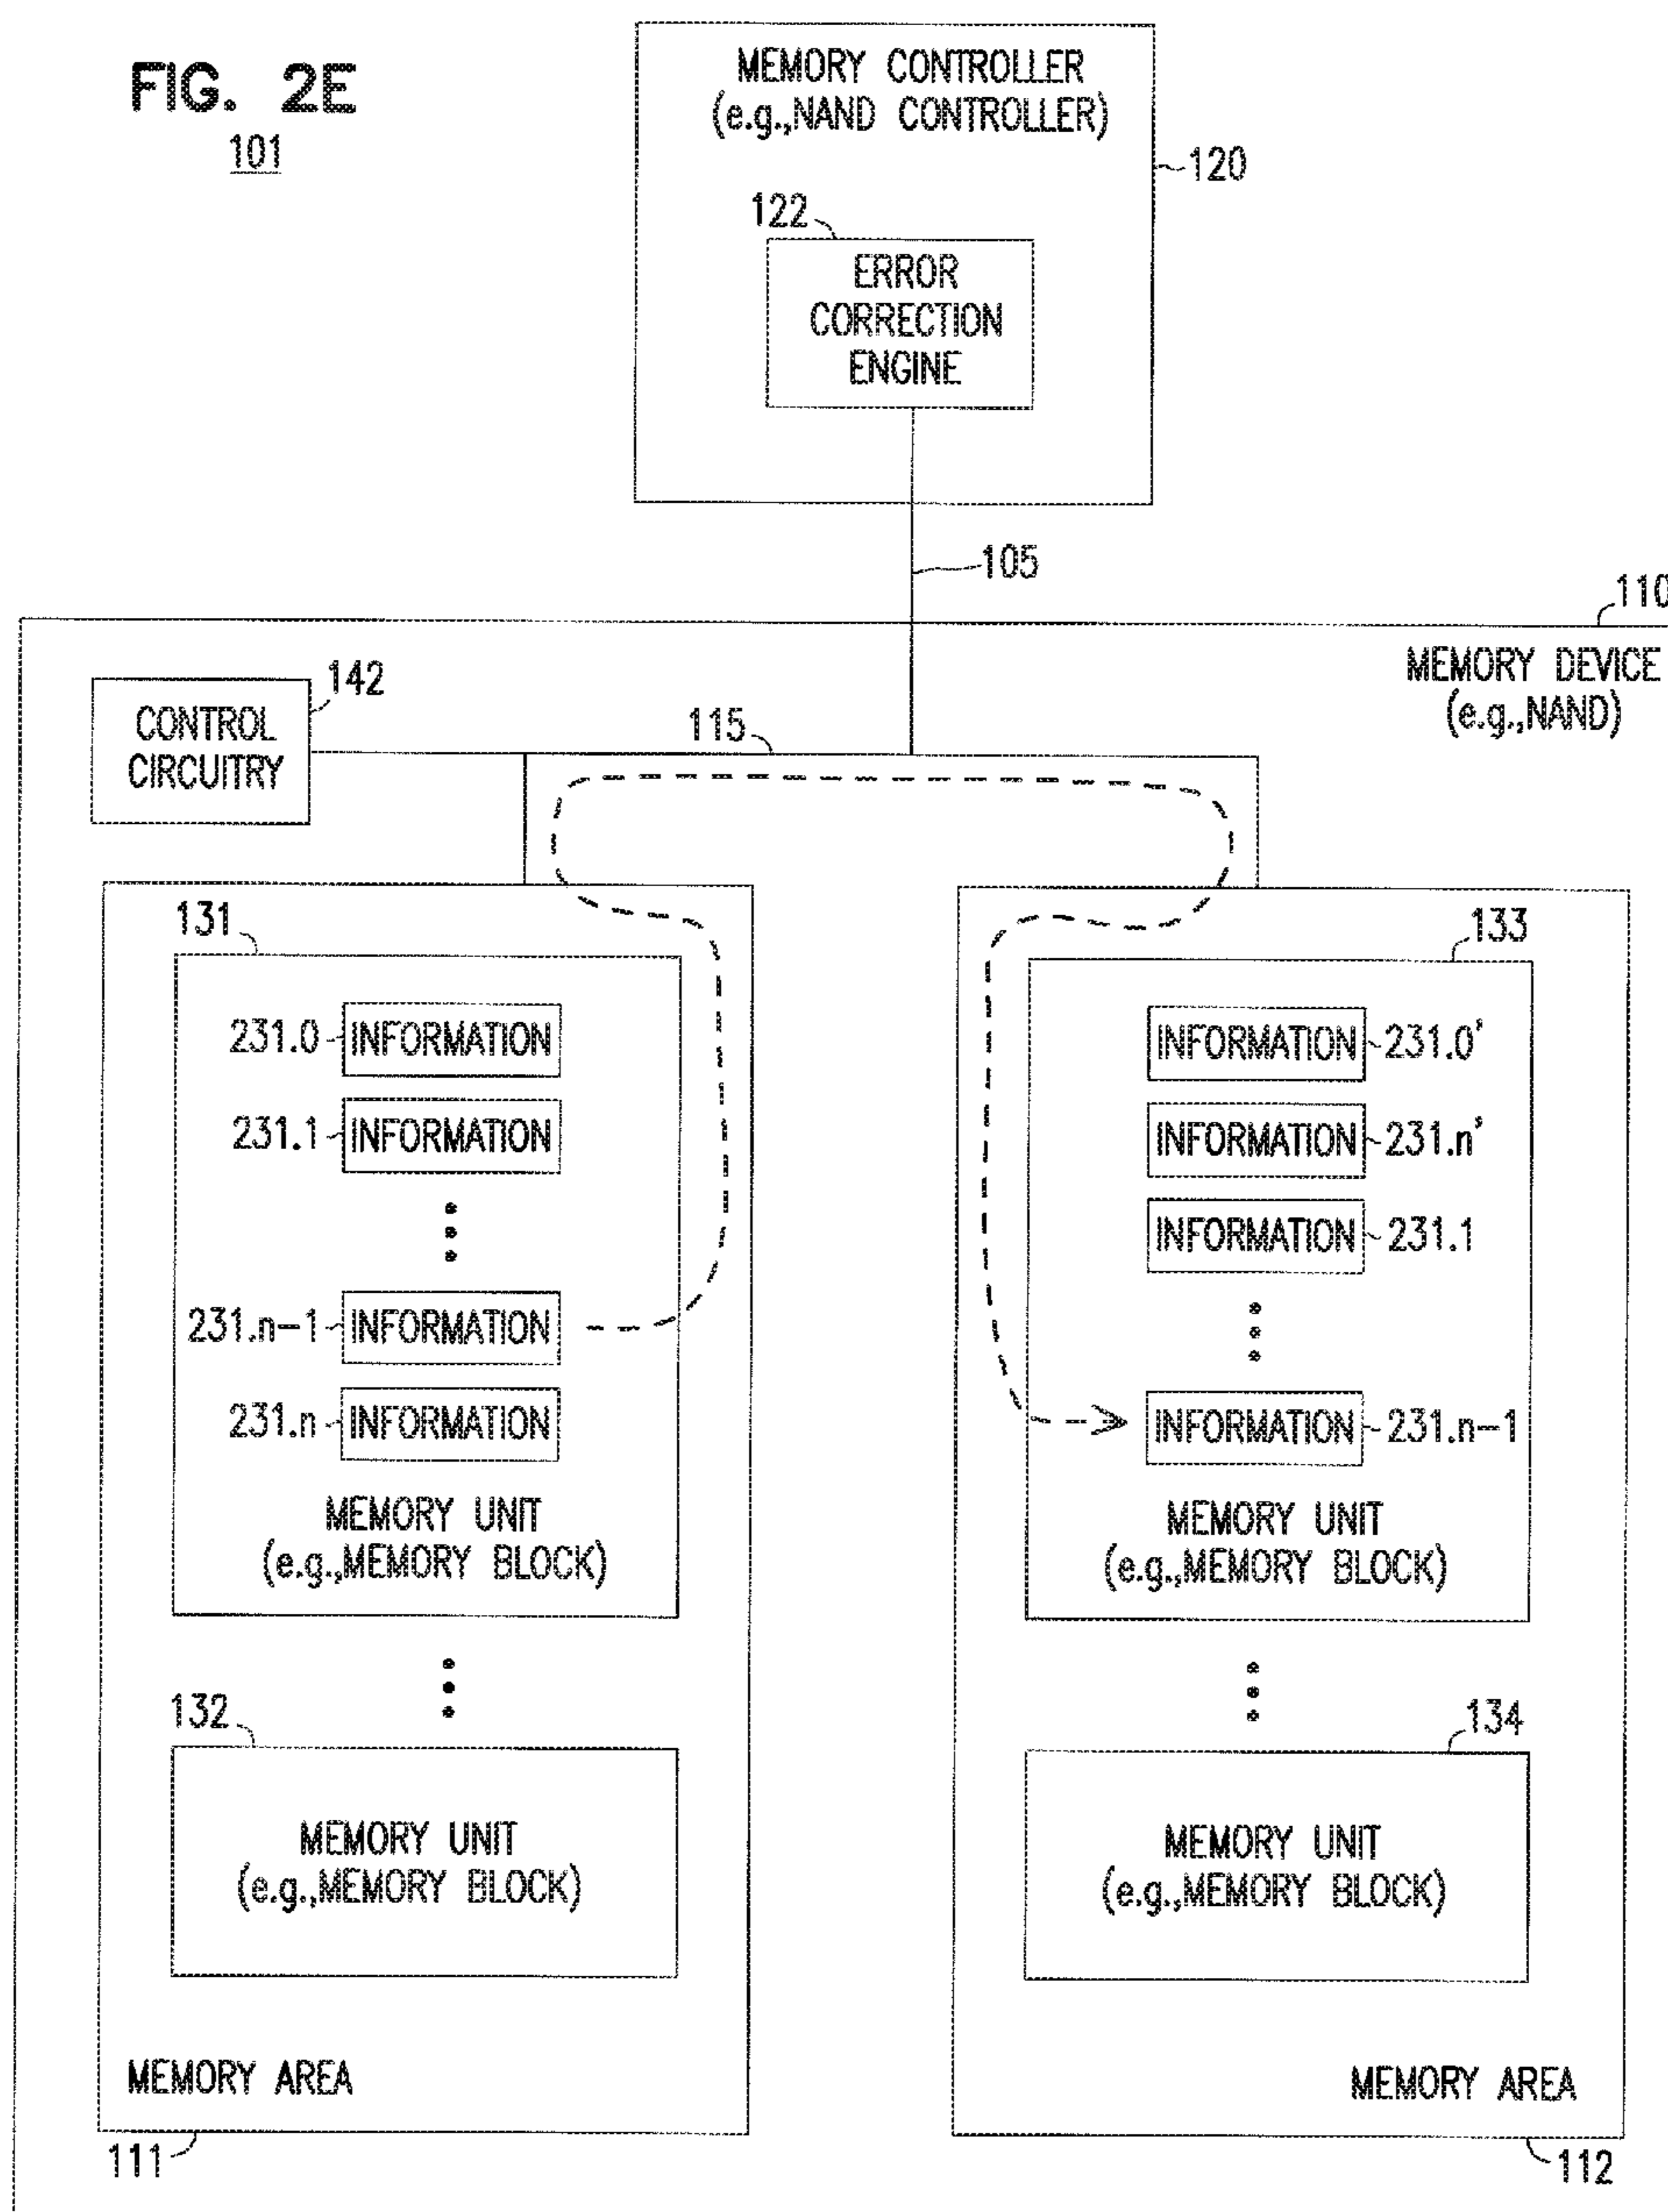 FIG. 2E
101
MEMORY CONTROLLER
(e.g.,NAND CONTROLLER)
120
122
ERROR
CORRECTION
ENGINE
105
110
MEMORY DEVICE
(e.g.,NAND)
142
CONTROL
CIRCUITRY
115
131
231.0 INFORMATION
231.1 INFORMATION
231.n-1 INFORMATION
231.n INFORMATION
MEMORY UNIT
(e.g.,MEMORY BLOCK)
132
MEMORY UNIT
(e.g.,MEMORY BLOCK)
MEMORY AREA
111
133
INFORMATION 231.0'
INFORMATION 231.n'
INFORMATION 231.1
INFORMATION 231.n-1
MEMORY UNIT
(e.g.,MEMORY BLOCK)
134
MEMORY UNIT
(e.g.,MEMORY BLOCK)
MEMORY AREA
112